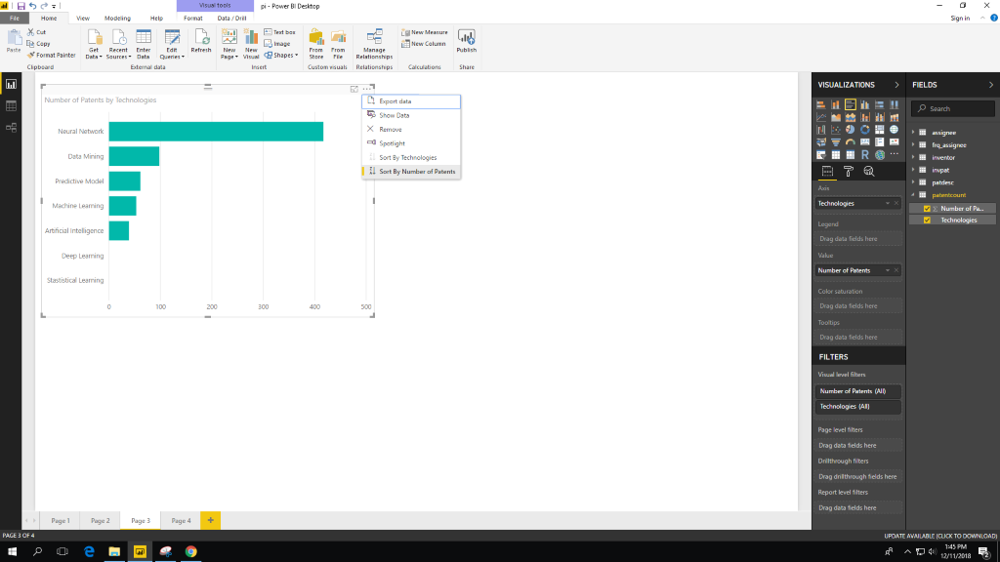 Visual tools
pi - Power BI Desktop
File Home View Modeling Help Format Data / Drill
Sign in
Paste
Cut
Copy
Format Painter
Clipboard
Get Data
Recent Sources
Enter Data
Edit Queries
Refresh
External data
New Page
New Visual
Text box
Image
Shapes
Insert
From Store
From File
Custom visuals
Manage Relationships
Relationships
New Measure
New Column
Calculations
Publish
Share
Number of Patents by Technologies
Neural Network
Data Mining
Predictive Model
Machine Learning
Artificial Intelligence
Deep Learning
Stastistical Learning
0 100 200 300 400 500
Export data
Show Data
Remove
Spotlight
Sort By Technologies
Sort By Number of Patents
VISUALIZATIONS
R
Axis
Technologies
Legend
Drag data fields here
Value
Number of Patents
Color saturation
Drag data fields here
Tooltips
Drag data fields here
FILTERS
Visual level filters
Number of Patents (All)
Technologies (All)
Page level filters
Drag data fields here
Drillthrough filters
Drag drillthrough fields here
Report level filters
Drag data fields here
FIELDS
Search
assignee
frq_assignee
inventor
invpat
patdesc
patentcount
Σ Number of Pa...
Technologies
Page 1 Page 2 Page 3 Page 4 +
PAGE 3 OF 4
UPDATE AVAILABLE (CLICK TO DOWNLOAD)
1:45 PM
12/11/2018
2